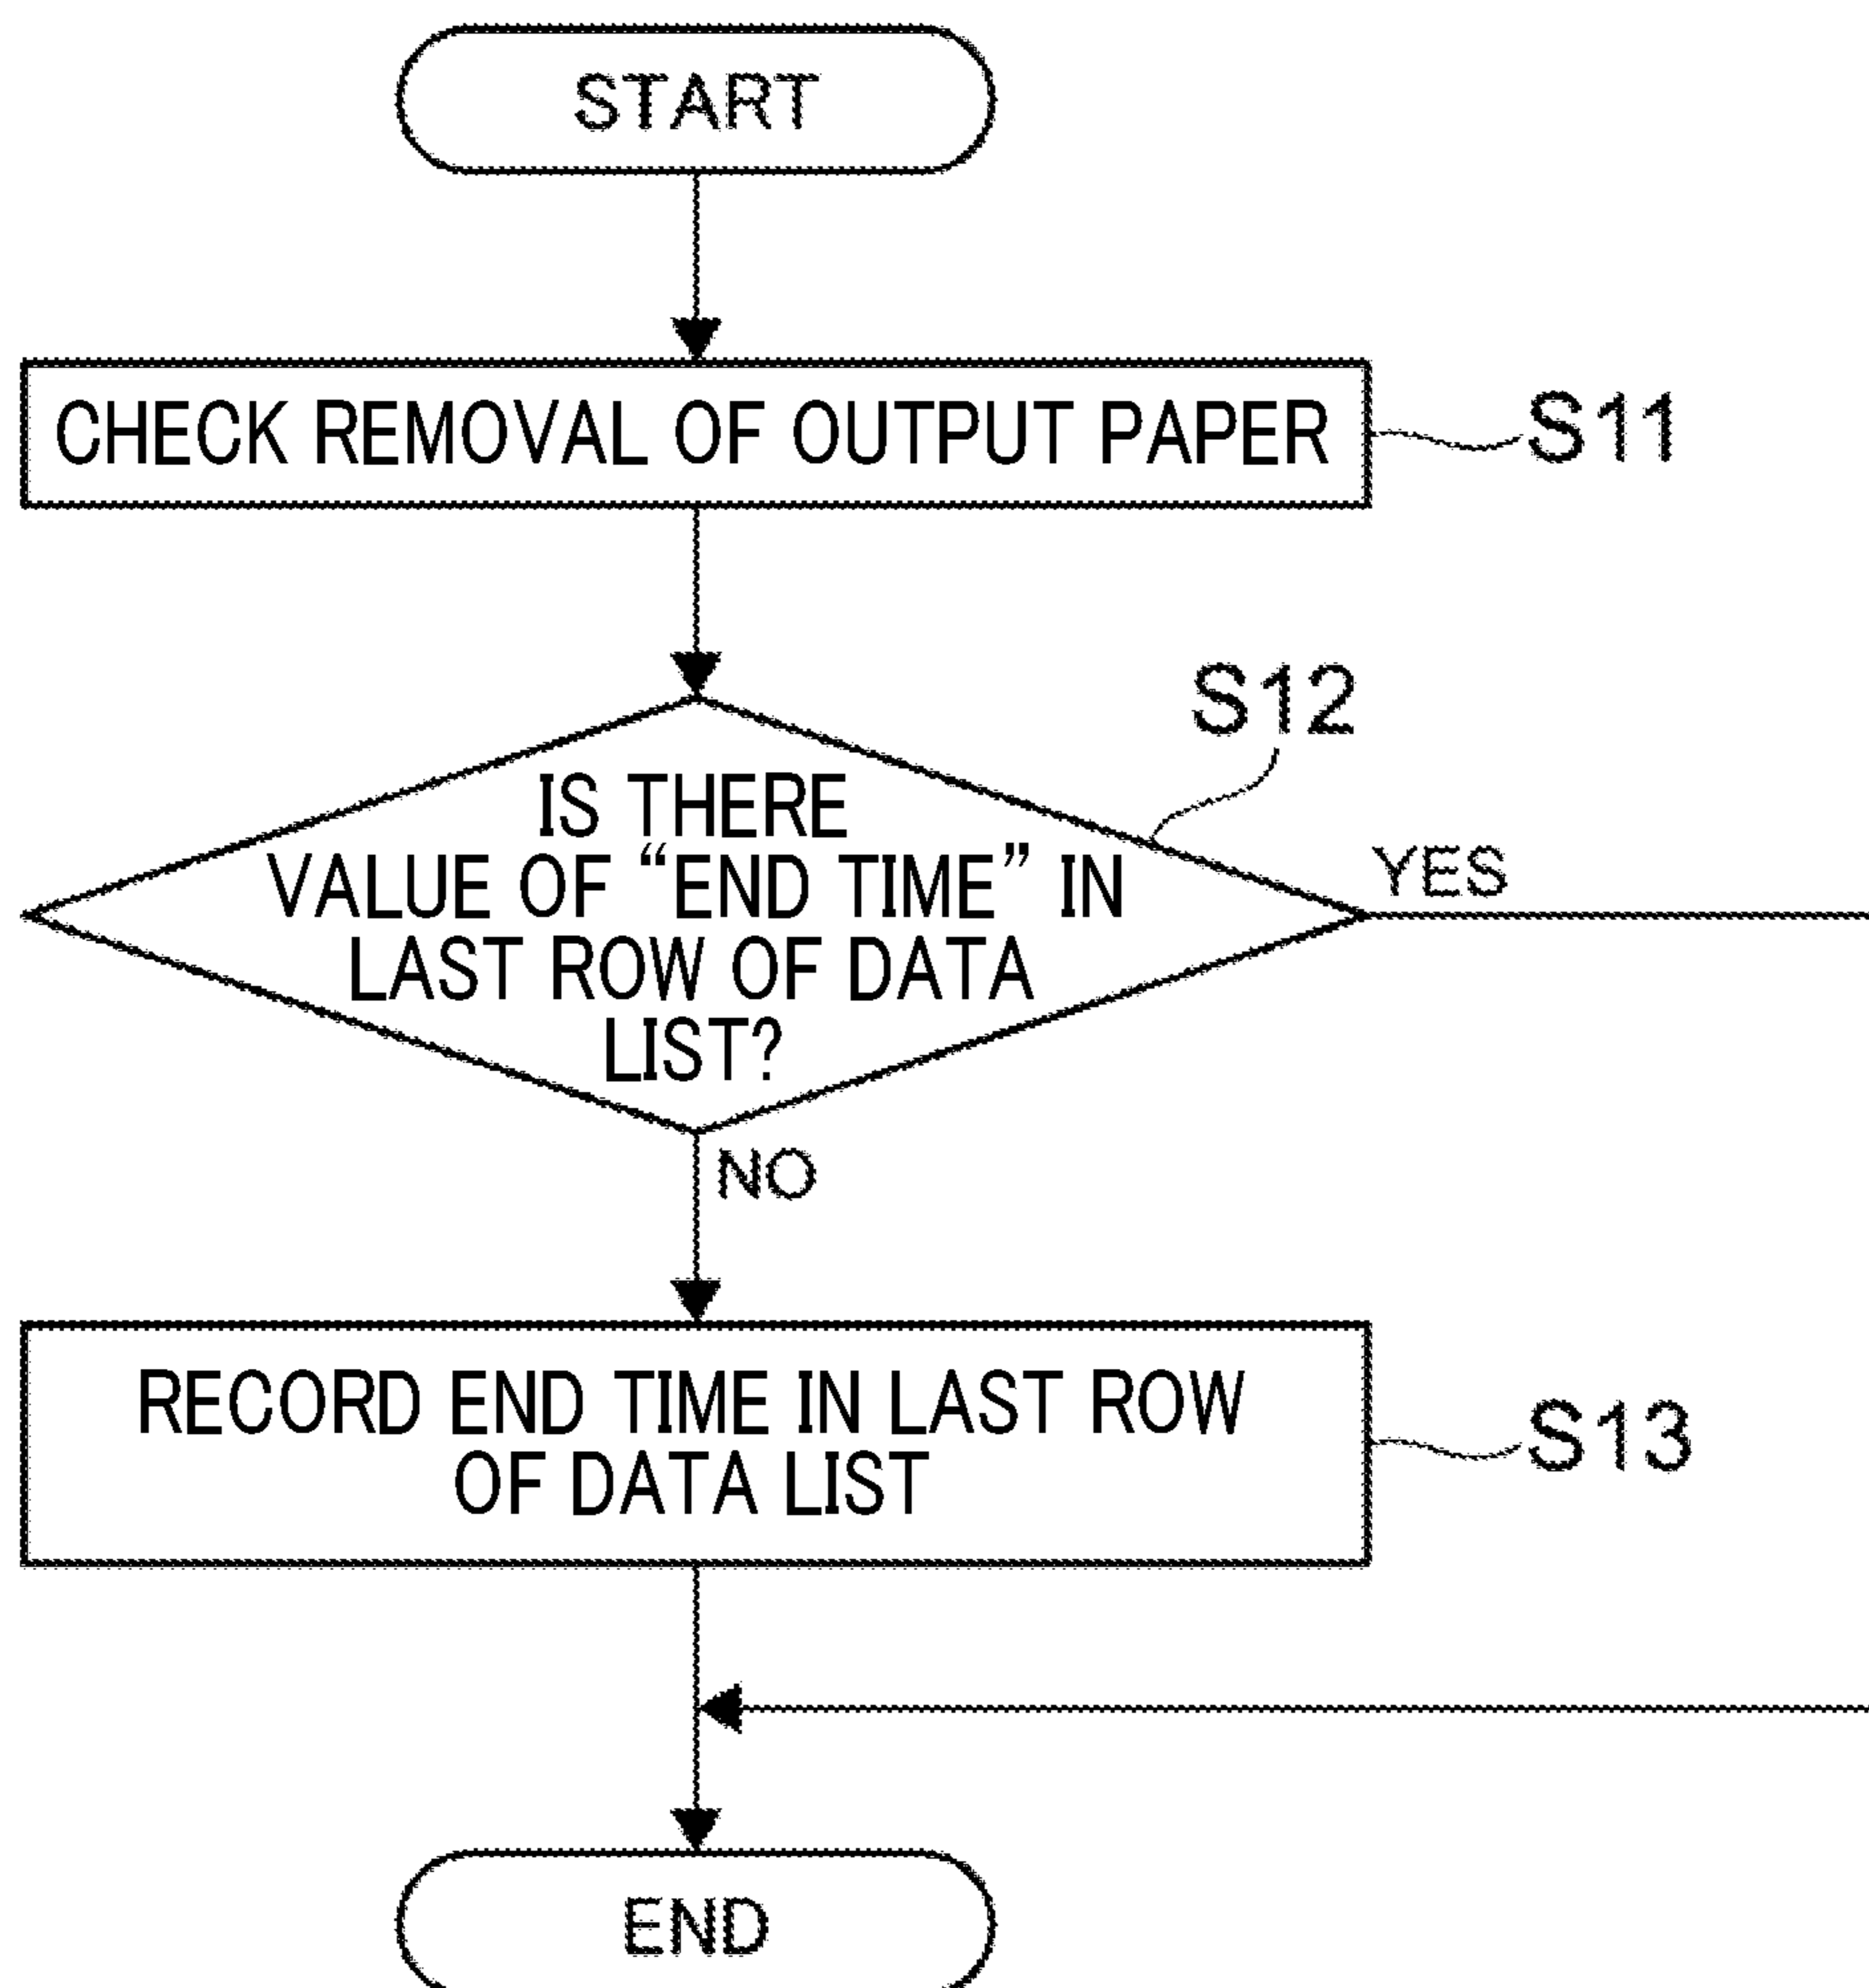 START
CHECK REMOVAL OF OUTPUT PAPER
S11
S12
IS THERE
VALUE OF “END TIME” IN
LAST ROW OF DATA
LIST?
YES
NO
RECORD END TIME IN LAST ROW
OF DATA LIST
S13
END